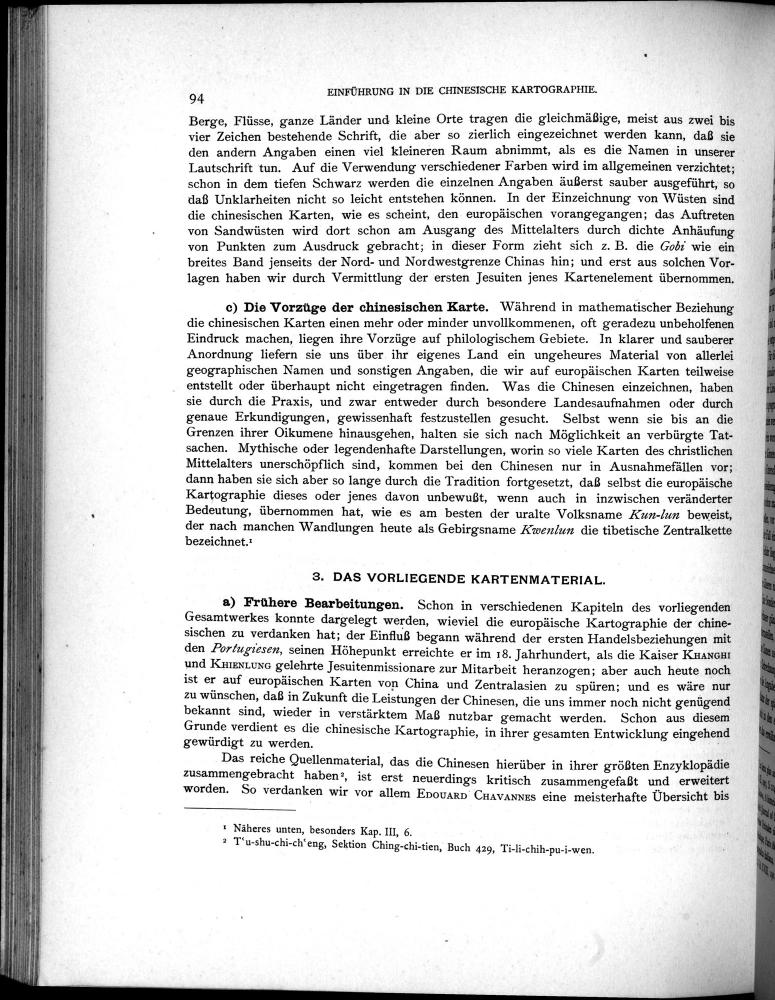 94
EINFÜHRUNG IN DIE CHINESISCHE KARTOGRAPHIE.
Berge, Flüsse, ganze Länder und kleine Orte tragen die gleichmäßige, meist aus zwei bis
vier Zeichen bestehende Schrift, die aber so zierlich eingezeichnet werden kann, daß sie
den andern Angaben einen viel kleineren Raum abnimmt, als es die Namen in unserer
Lautschrift tun. Auf die Verwendung verschiedener Farben wird im allgemeinen verzichtet;
schon in dem tiefen Schwarz werden die einzelnen Angaben äußerst sauber ausgeführt, so
daß Unklarheiten nicht so leicht entstehen können. In der Einzeichnung von Wüsten sind
die chinesischen Karten, wie es scheint, den europäischen vorangegangen; das Auftreten
von Sandwüsten wird dort schon am Ausgang des Mittelalters durch dichte Anhäufung
von Punkten zum Ausdruck gebracht; in dieser Form zieht sich z. B. die Gobi wie ein
breites Band jenseits der Nord- und Nordwestgrenze Chinas hin; und erst aus solchen Vor-
lagen haben wir durch Vermittlung der ersten Jesuiten jenes Kartenelement übernommen.
c) Die Vorzüge der chinesischen Karte. Während in mathematischer Beziehung
die chinesischen Karten einen mehr oder minder unvollkommenen, oft geradezu unbeholfenen
Eindruck machen, liegen ihre Vorzüge auf philologischem Gebiete. In klarer und sauberer
Anordnung liefern sie uns über ihr eigenes Land ein ungeheures Material von allerlei
geographischen Namen und sonstigen Angaben, die wir auf europäischen Karten teilweise
entstellt oder überhaupt nicht eingetragen finden. Was die Chinesen einzeichnen, haben
sie durch die Praxis, und zwar entweder durch besondere Landesaufnahmen oder durch
genaue Erkundigungen, gewissenhaft festzustellen gesucht. Selbst wenn sie bis an die
Grenzen ihrer Oikumene hinausgehen, halten sie sich nach Möglichkeit an verbürgte Tat-
sachen. Mythische oder legendenhafte Darstellungen, worin so viele Karten des christlichen
Mittelalters unerschöpflich sind, kommen bei den Chinesen nur in Ausnahmefällen vor;
dann haben sie sich aber so lange durch die Tradition fortgesetzt, daß selbst die europäische
Kartographie dieses oder jenes davon unbewußt, wenn auch in inzwischen veränderter
Bedeutung, übernommen hat, wie es am besten der uralte Volksname Kun-lun beweist,
der nach manchen Wandlungen heute als Gebirgsname Kwenlun die tibetische Zentralkette
bezeichnet.¹
3. DAS VORLIEGENDE KARTENMATERIAL.
a) Frühere Bearbeitungen. Schon in verschiedenen Kapiteln des vorliegenden
Gesamtwerkes konnte dargelegt werden, wieviel die europäische Kartographie der chine-
sischen zu verdanken hat; der Einfluß begann während der ersten Handelsbeziehungen mit
den Portugiesen, seinen Höhepunkt erreichte er im 18. Jahrhundert, als die Kaiser KHANGHI
und KHIENLUNG gelehrte Jesuitenmissionare zur Mitarbeit heranzogen; aber auch heute noch
ist er auf europäischen Karten von China und Zentralasien zu spüren; und es wäre nur
zu wünschen, daß in Zukunft die Leistungen der Chinesen, die uns immer noch nicht genügend
bekannt sind, wieder in verstärktem Maß nutzbar gemacht werden. Schon aus diesem
Grunde verdient es die chinesische Kartographie, in ihrer gesamten Entwicklung eingehend
gewürdigt zu werden.
Das reiche Quellenmaterial, das die Chinesen hierüber in ihrer größten Enzyklopädie
zusammengebracht haben², ist erst neuerdings kritisch zusammengefaßt und erweitert
worden. So verdanken wir vor allem EDOUARD CHAVANNES eine meisterhafte Übersicht bis
¹ Näheres unten, besonders Kap. III, 6.
² T‘u-shu-chi-ch‘eng, Sektion Ching-chi-tien, Buch 429, Ti-li-chih-pu-i-wen.